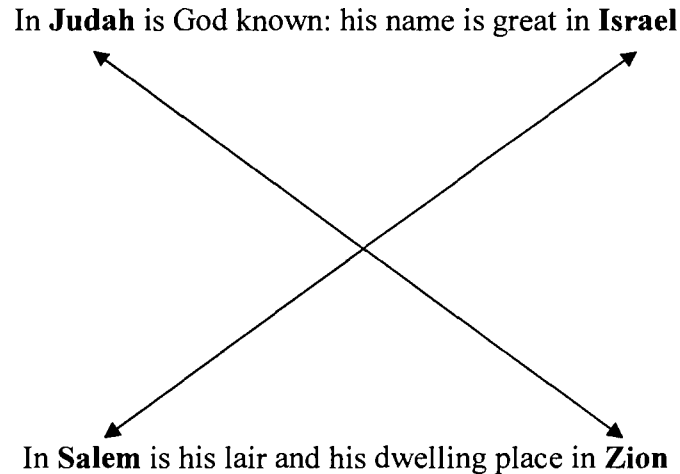 In Judah is God known: his name is great in Israel
In Salem is his lair and his dwelling place in Zion